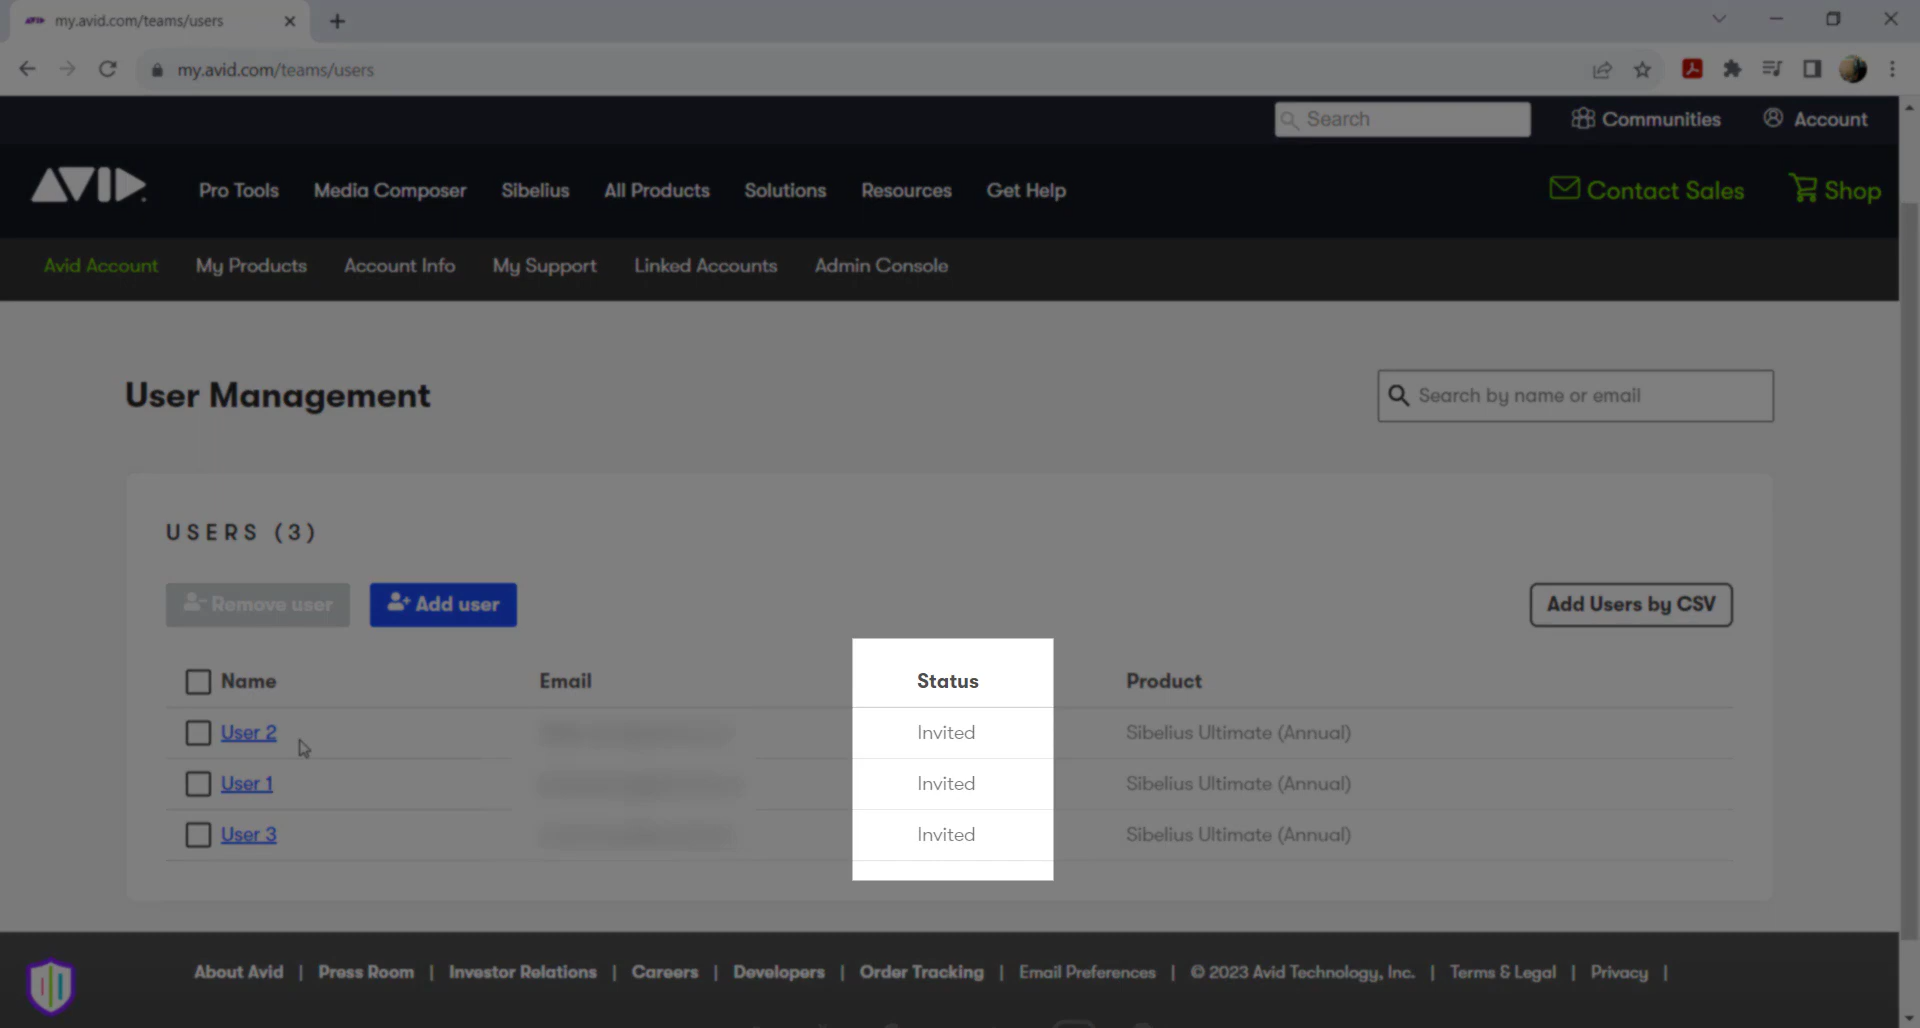 my.avid.com/teams/users
my.avid.com/teams/users
Search Communities Account
AVID Pro Tools Media Composer Sibelius All Products Solutions Resources Get Help Contact Sales Shop
Avid Account My Products Account Info My Support Linked Accounts Admin Console
User Management Search by name or email
USERS (3)
Remove user Add user Add Users by CSV
Name Email Status Product
User 2 Invited Sibelius Ultimate (Annual)
User 1 Invited Sibelius Ultimate (Annual)
User 3 Invited Sibelius Ultimate (Annual)
About Avid | Press Room | Investor Relations | Careers | Developers | Order Tracking | Email Preferences | © 2023 Avid Technology, Inc. | Terms & Legal | Privacy |